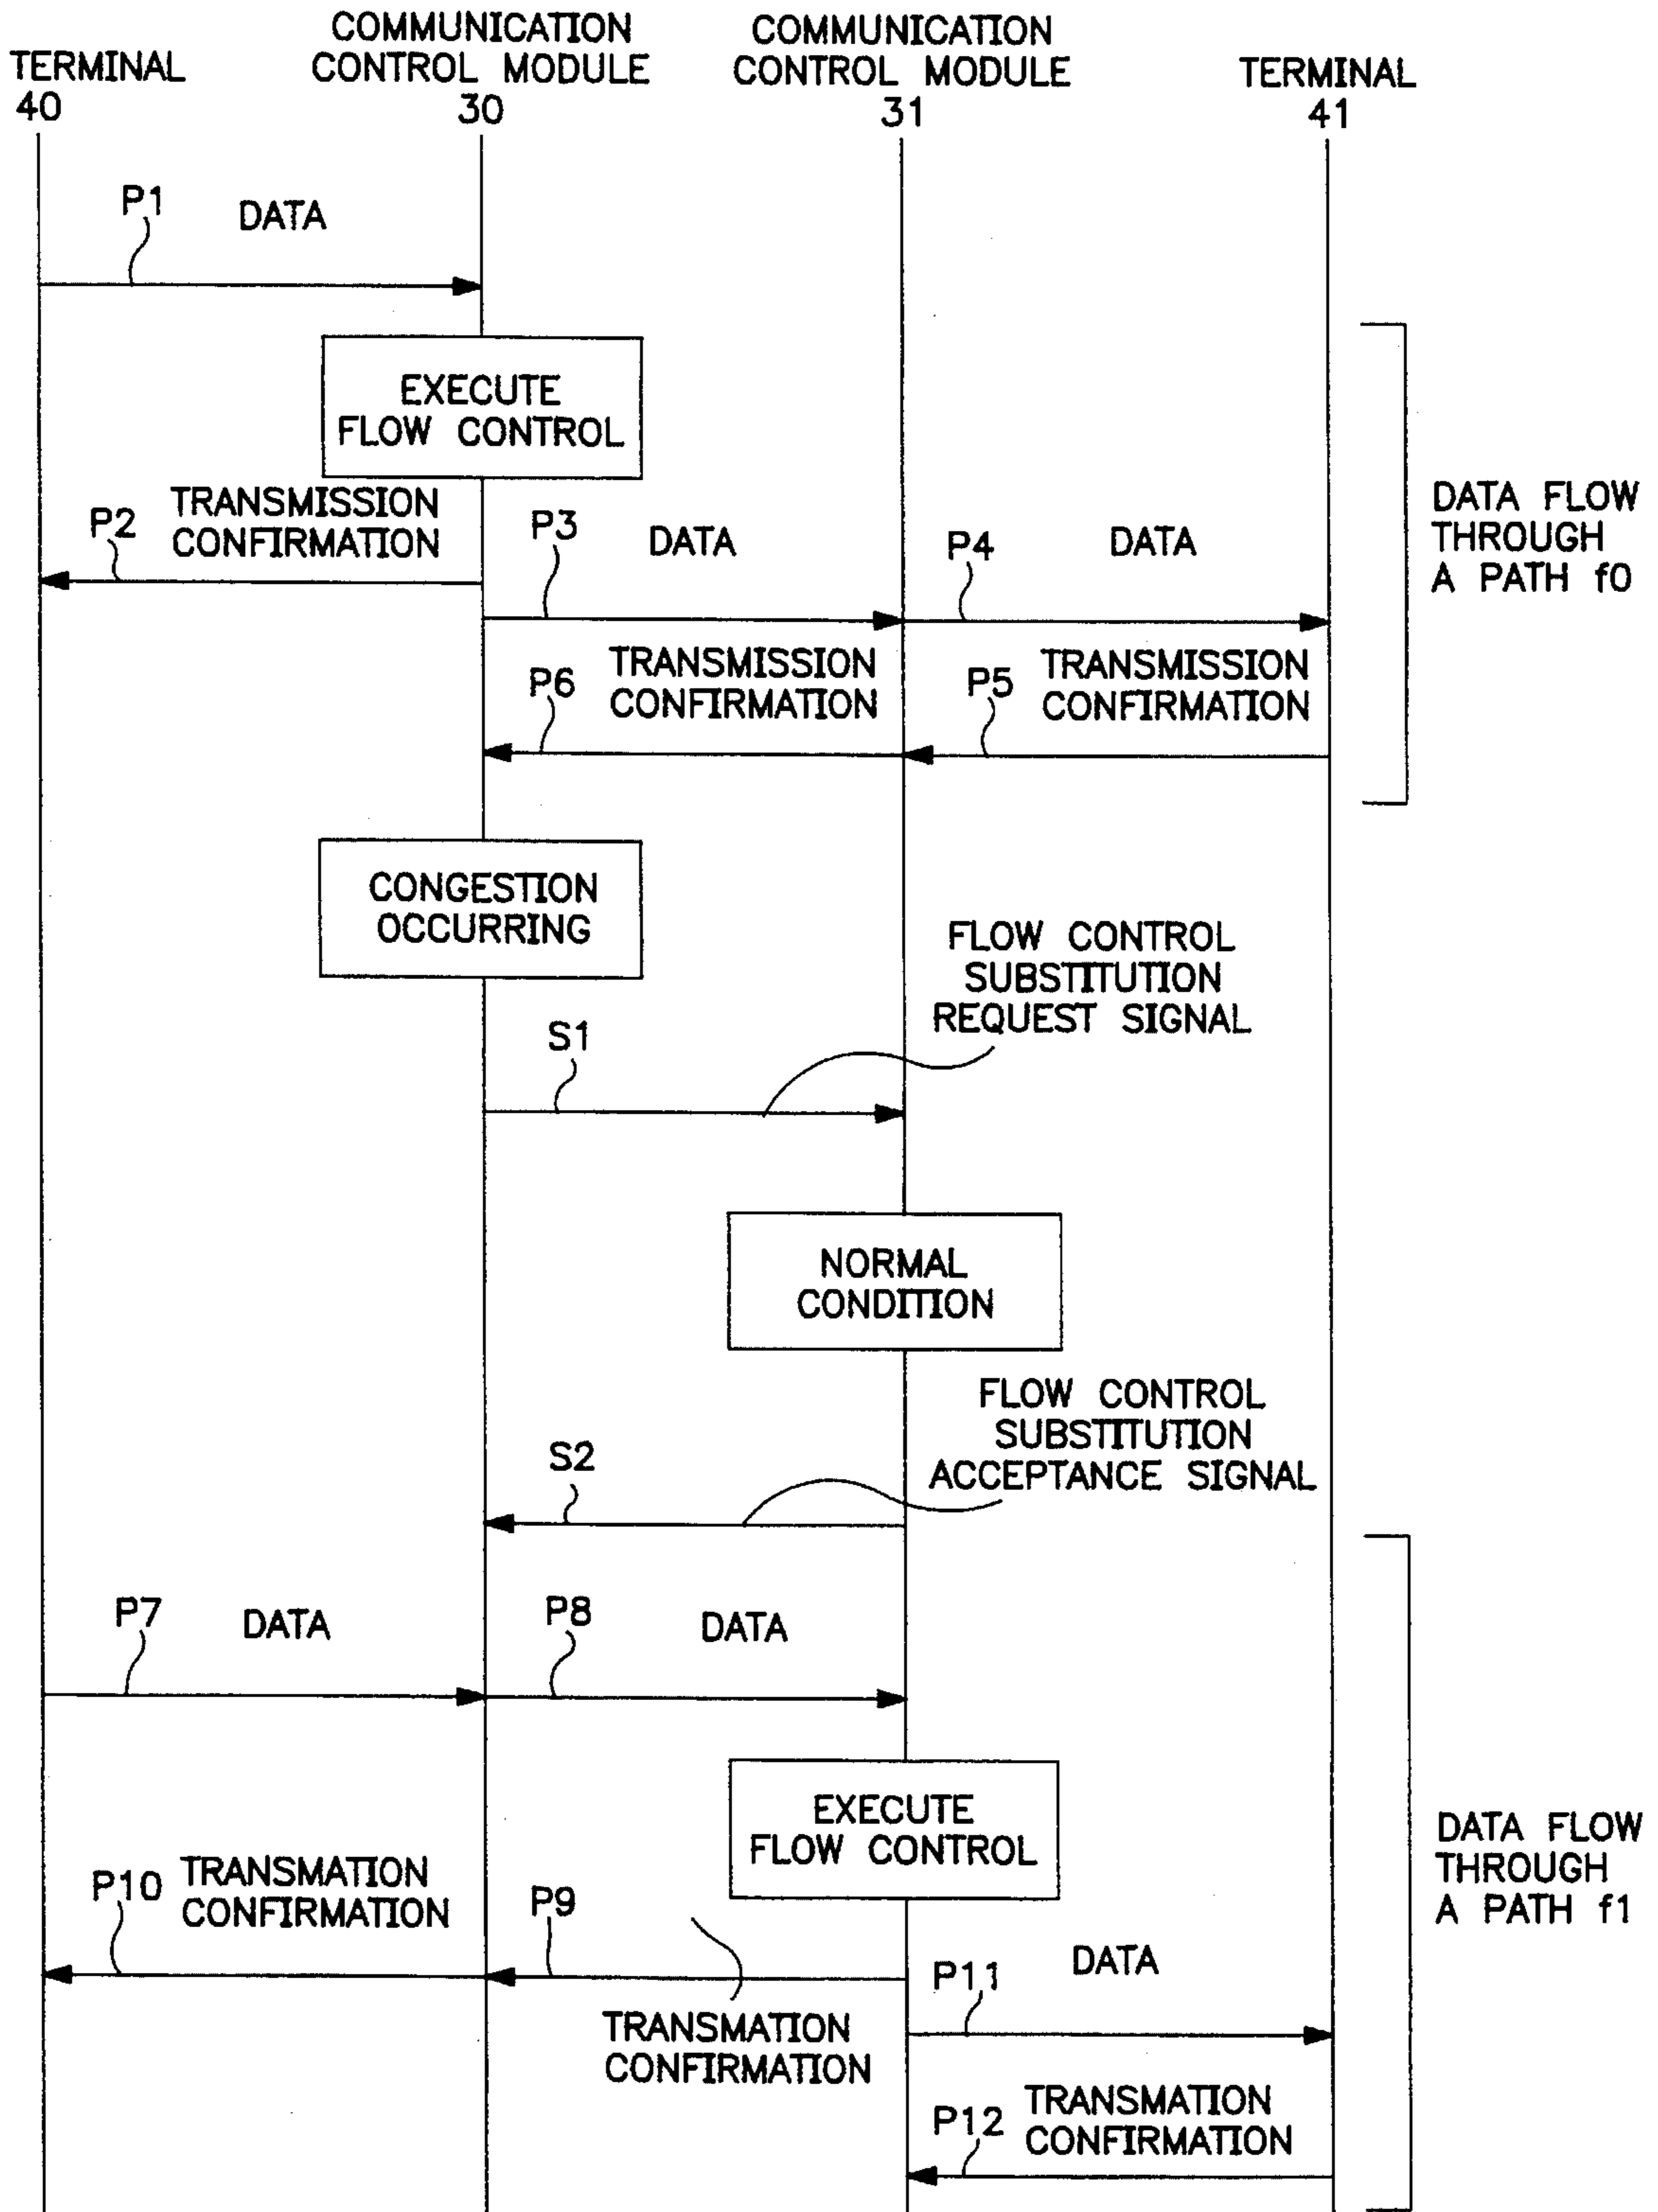 TERMINAL
40
COMMUNICATION
CONTROL MODULE
30
COMMUNICATION
CONTROL MODULE
31
TERMINAL
41
P1
DATA
EXECUTE
FLOW CONTROL
P2
TRANSMISSION
CONFIRMATION
P3
DATA
P4
DATA
DATA FLOW
THROUGH
A PATH f0
P6
TRANSMISSION
CONFIRMATION
P5
TRANSMISSION
CONFIRMATION
CONGESTION
OCCURRING
FLOW CONTROL
SUBSTITUTION
REQUEST SIGNAL
S1
NORMAL
CONDITION
FLOW CONTROL
SUBSTITUTION
ACCEPTANCE SIGNAL
S2
P7
DATA
P8
DATA
EXECUTE
FLOW CONTROL
DATA FLOW
THROUGH
A PATH f1
P10
TRANSMATION
CONFIRMATION
P9
TRANSMATION
CONFIRMATION
P11
DATA
P12
TRANSMATION
CONFIRMATION